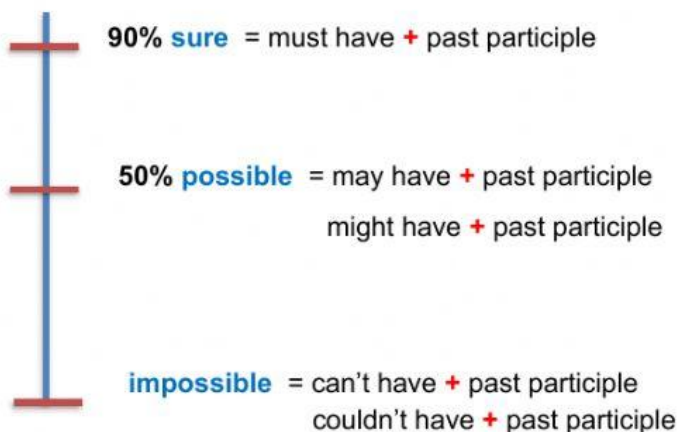 90% sure = must have + past participle
50% possible = may have + past participle
might have + past participle
impossible = can't have + past participle
couldn't have + past participle